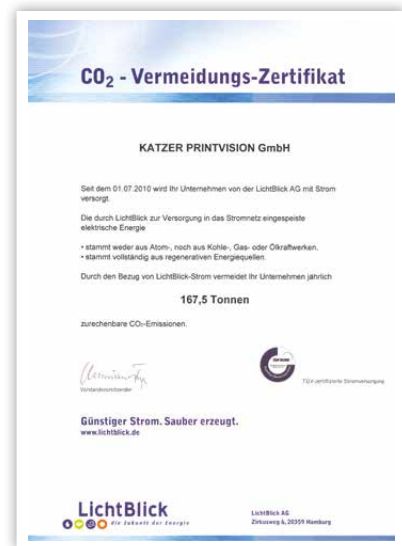 CO₂ - Vermeidungs-Zertifikat
KATZER PRINTVISION GmbH
Seit dem 01.07.2010 wird Ihr Unternehmen von der LichtBlick AG mit Strom
versorgt.
Die durch LichtBlick zur Versorgung in das Stromnetz eingespeiste
elektrische Energie
• stammt weder aus Atom-, noch aus Kohle-, Gas- oder Ölkraftwerken.
• stammt vollständig aus regenerativen Energiequellen.
Durch den Bezug von LichtBlick-Strom vermeidet Ihr Unternehmen jährlich
167,5 Tonnen
zurechenbare CO₂-Emissionen.
Vorstandsvorsitzender
TÜV zertifizierte Stromversorgung
Günstiger Strom. Sauber erzeugt.
www.lichtblick.de
LichtBlick
die Zukunft der Energie
LichtBlick AG
Zirkusweg 6, 20359 Hamburg